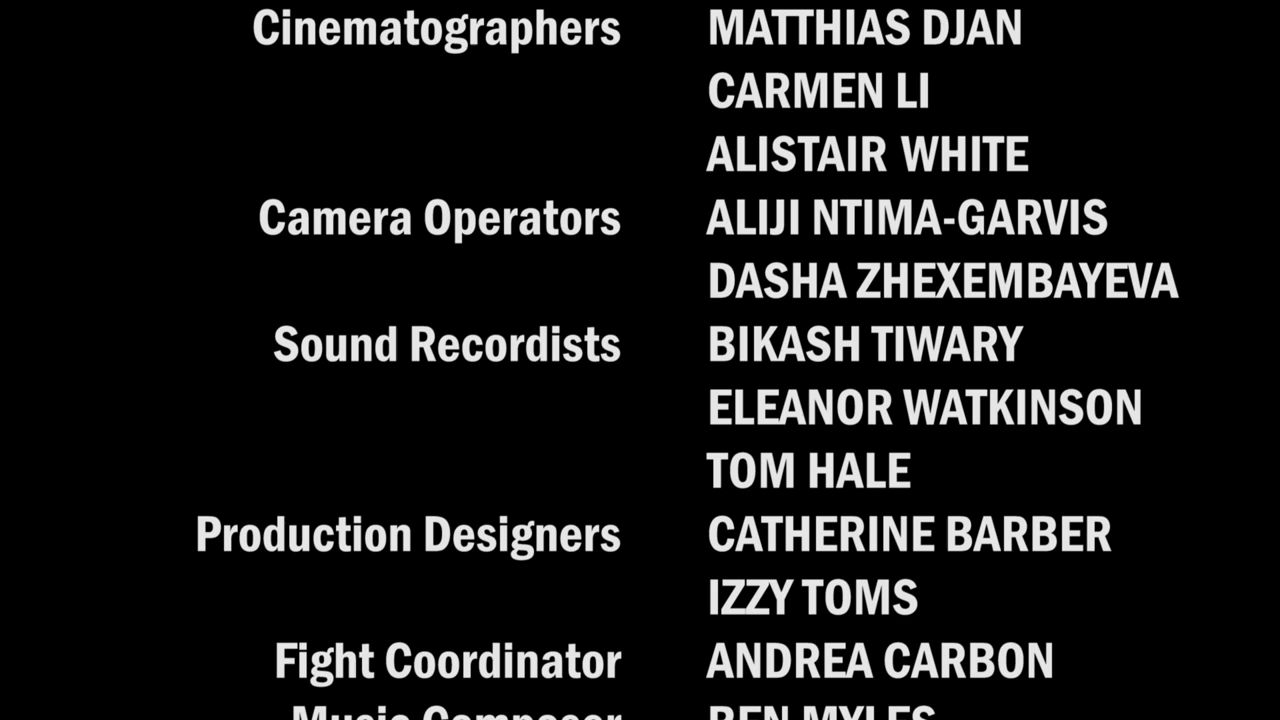 Cinematographers MATTHIAS DJAN
CARMEN LI
ALISTAIR WHITE
Camera Operators ALIJI NTIMA-GARVIS
DASHA ZHEXEMBAYEVA
Sound Recordists BIKASH TIWARY
ELEANOR WATKINSON
TOM HALE
Production Designers CATHERINE BARBER
IZZY TOMS
Fight Coordinator ANDREA CARBON
Music Composer BEN MYLES